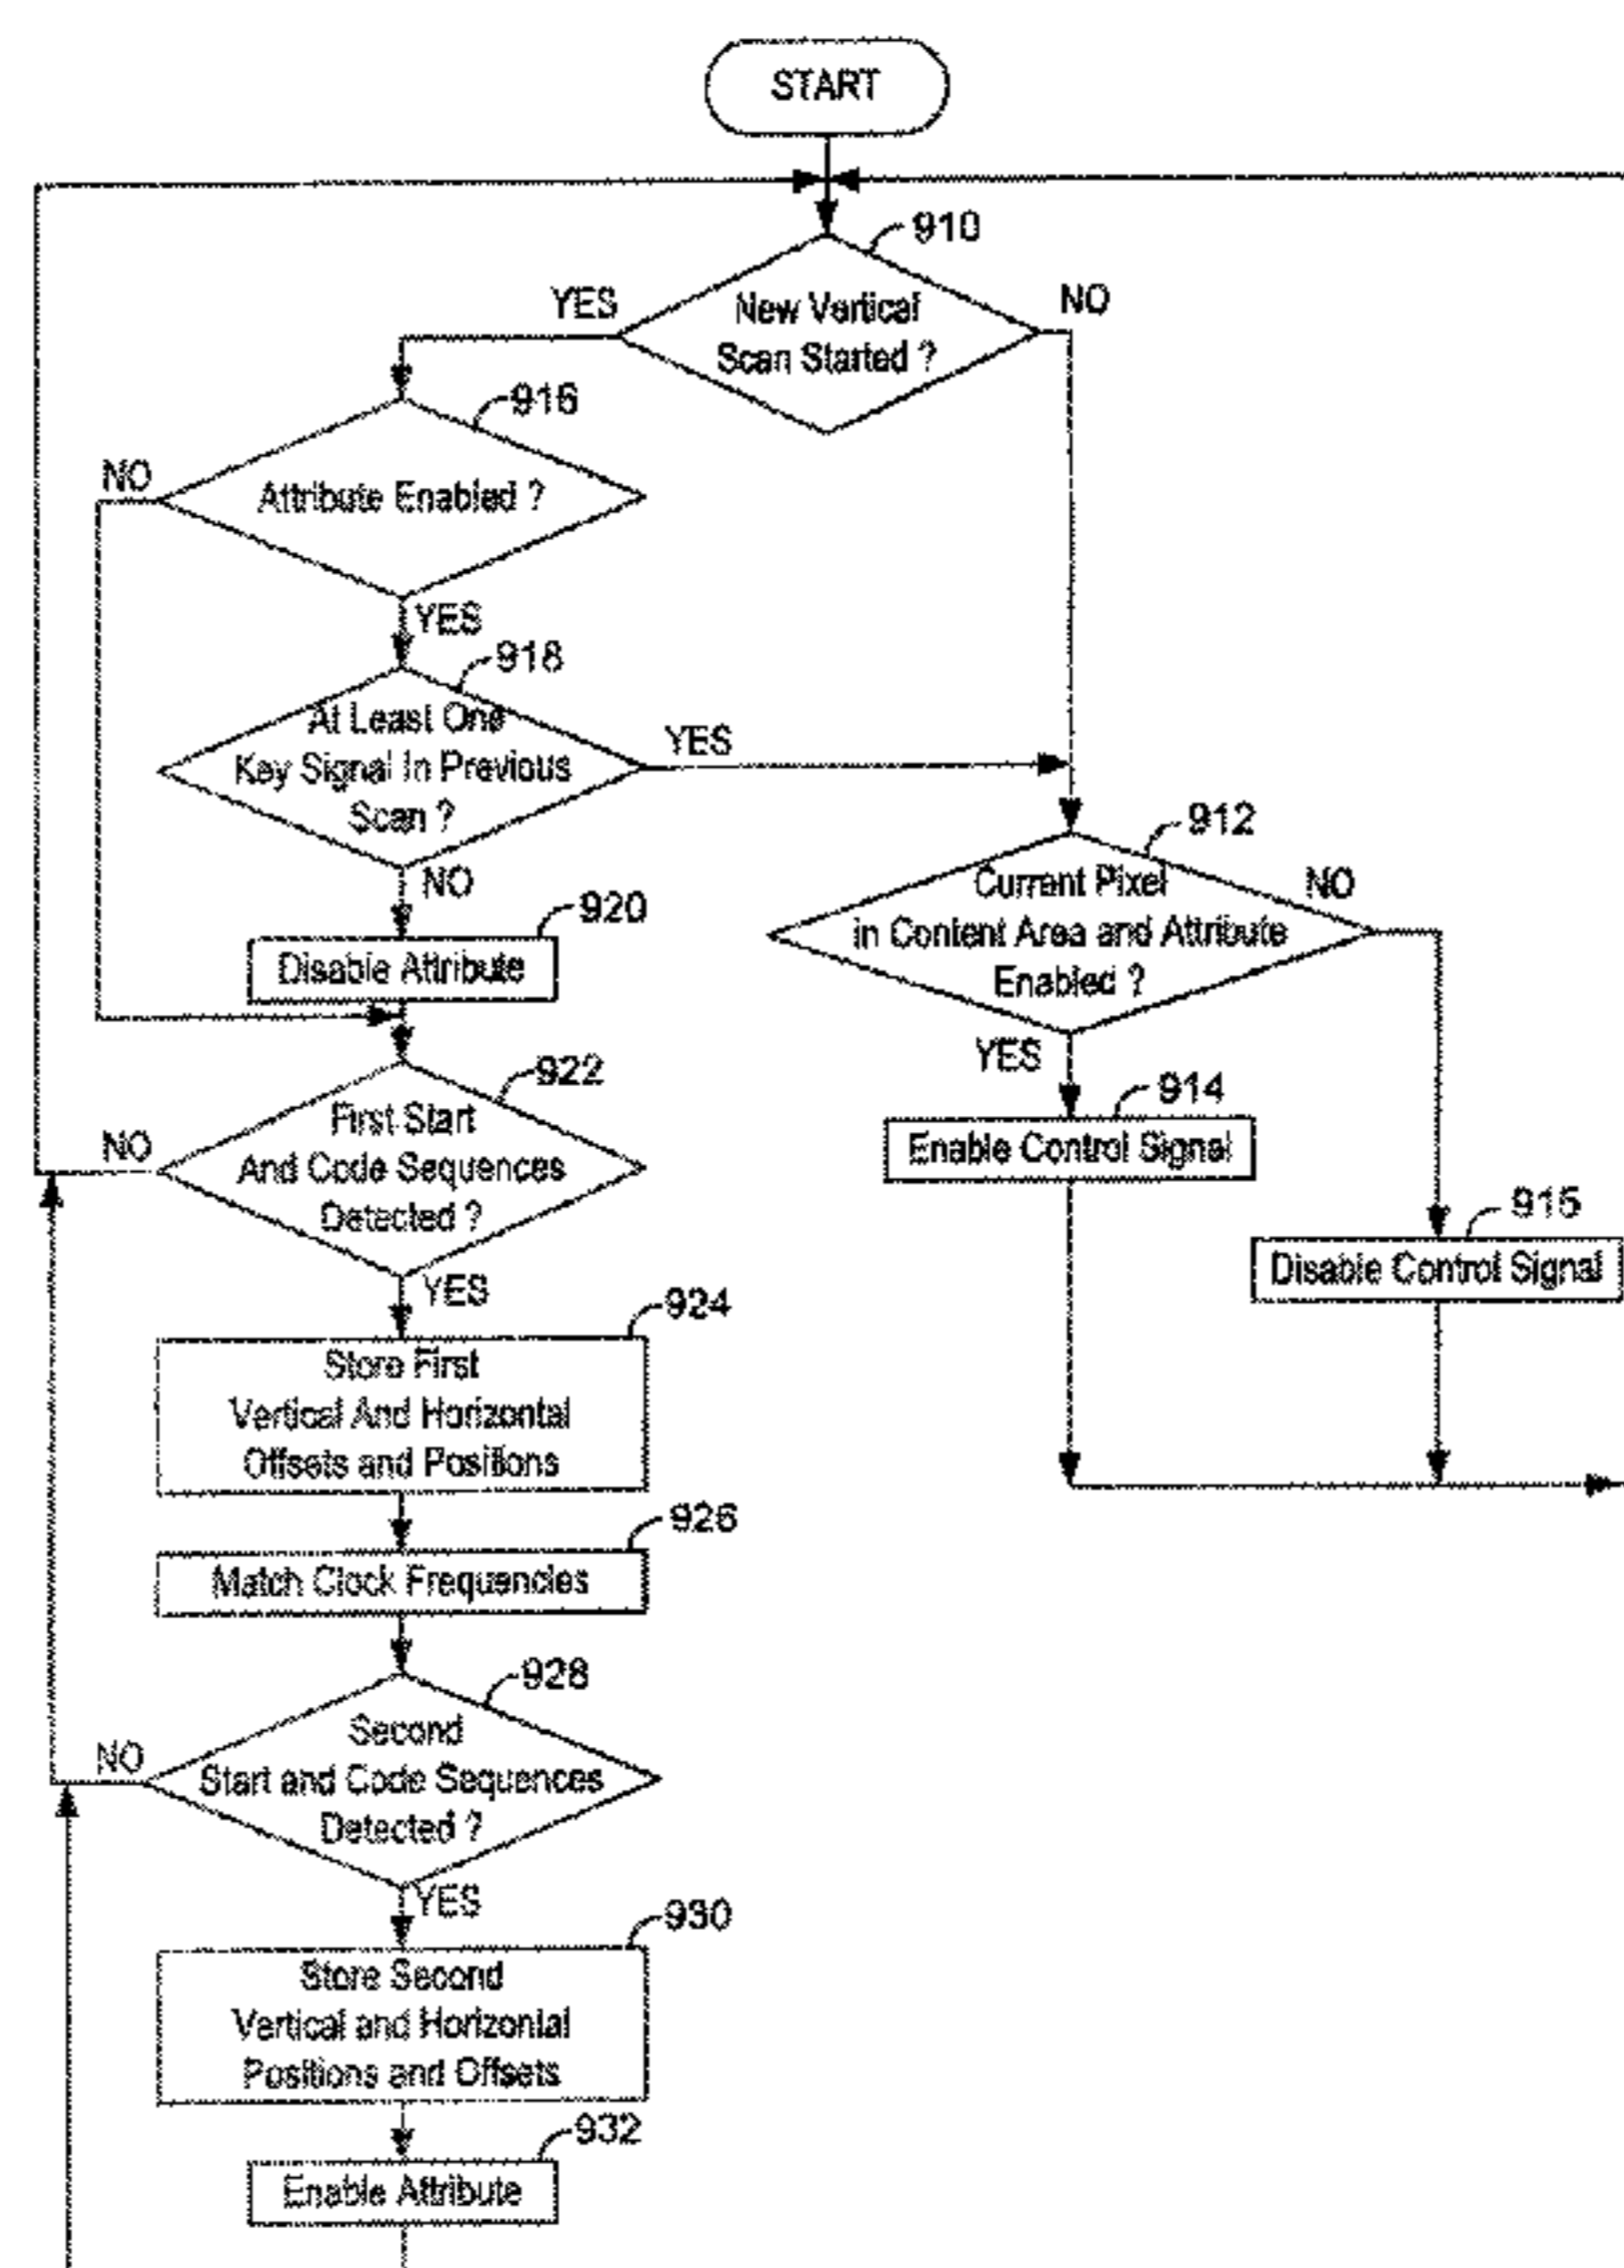 START
910
YES
New Vertical
Scan Started ?
NO
916
NO
Attribute Enabled ?
YES
918
At Least One
Key Signal In Previous
Scan ?
YES
NO
920
Disable Attribute
912
Current Pixel
in Content Area and Attribute
Enabled ?
NO
YES
914
Enable Control Signal
915
Disable Control Signal
922
NO
First Start
And Code Sequences
Detected ?
YES
924
Store First
Vertical And Horizontal
Offsets and Positions
926
Match Clock Frequencies
928
NO
Second
Start and Code Sequences
Detected ?
YES
930
Store Second
Vertical and Horizontal
Positions and Offsets
932
Enable Attribute